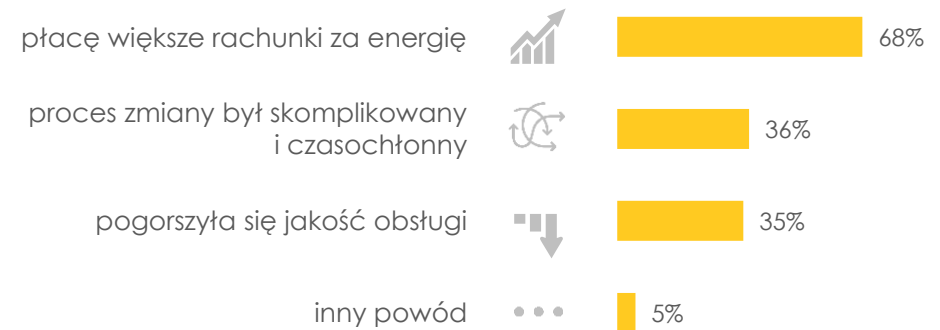 płacę większe rachunki za energię
68%
proces zmiany był skomplikowany
i czasochłonny
36%
pogorszyła się jakość obsługi
35%
inny powód
5%